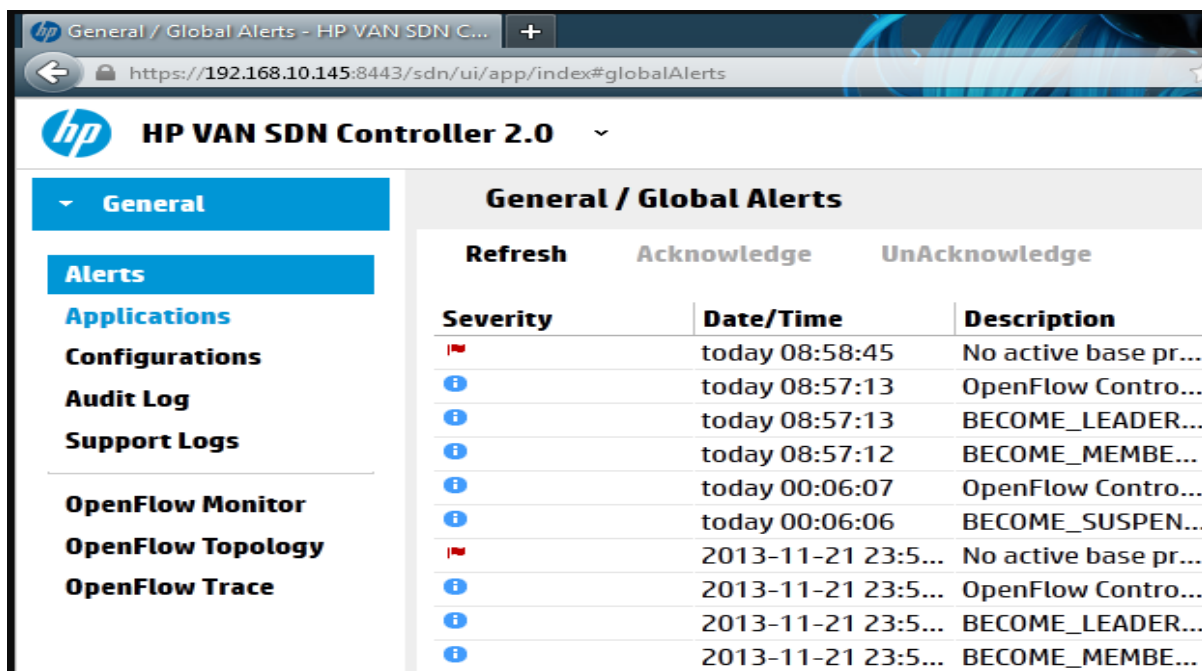 General / Global Alerts - HP VAN SDN C...
https://192.168.10.145:8443/sdn/ui/app/index#globalAlerts
hp HP VAN SDN Controller 2.0
General
General / Global Alerts
Refresh Acknowledge UnAcknowledge
Alerts
Applications
Configurations
Audit Log
Support Logs
OpenFlow Monitor
OpenFlow Topology
OpenFlow Trace
Severity Date/Time Description
today 08:58:45 No active base pr...
today 08:57:13 OpenFlow Contro...
today 08:57:13 BECOME_LEADER...
today 08:57:12 BECOME_MEMBE...
today 00:06:07 OpenFlow Contro...
today 00:06:06 BECOME_SUSPEN...
2013-11-21 23:5... No active base pr...
2013-11-21 23:5... OpenFlow Contro...
2013-11-21 23:5... BECOME_LEADER...
2013-11-21 23:5... BECOME_MEMBE...